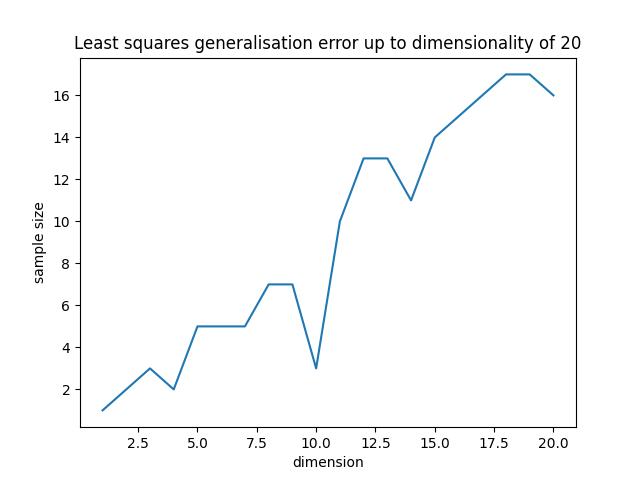 Least squares generalisation error up to dimensionality of 20
16
14
12
10
8
6
4
2
sample size
2.5 5.0 7.5 10.0 12.5 15.0 17.5 20.0
dimension